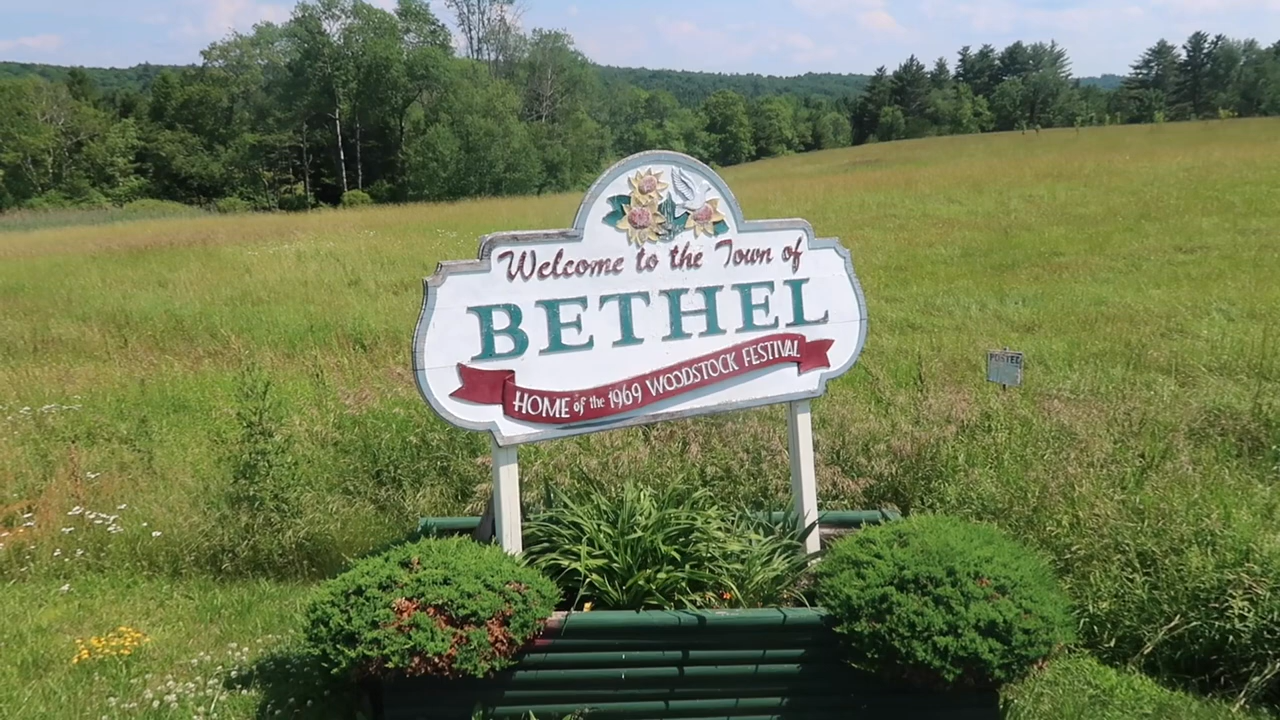 Welcome to the Town of
BETHEL
HOME of the 1969 WOODSTOCK FESTIVAL
POSTED